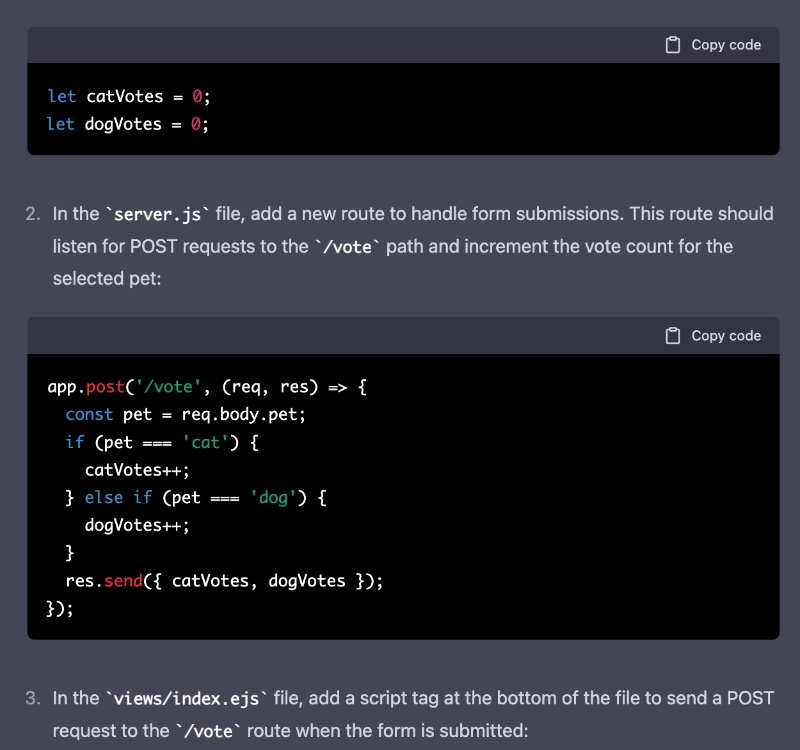 Copy code
let catVotes = 0;
let dogVotes = 0;
2. In the `server.js` file, add a new route to handle form submissions. This route should
listen for POST requests to the `/vote` path and increment the vote count for the
selected pet:
Copy code
app.post('/vote', (req, res) => {
  const pet = req.body.pet;
  if (pet === 'cat') {
    catVotes++;
  } else if (pet === 'dog') {
    dogVotes++;
  }
  res.send({ catVotes, dogVotes });
});
3. In the `views/index.ejs` file, add a script tag at the bottom of the file to send a POST
request to the `/vote` route when the form is submitted: